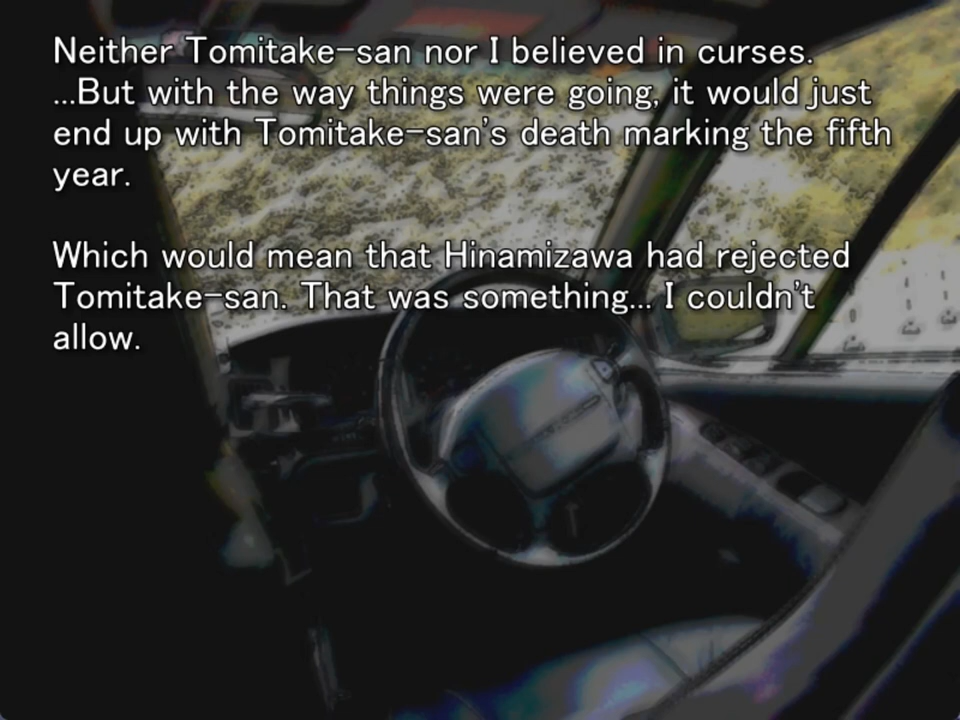 Neither Tomitake-san nor I believed in curses.
...But with the way things were going, it would just
end up with Tomitake-san's death marking the fifth
year.
Which would mean that Hinamizawa had rejected
Tomitake-san. That was something... I couldn't
allow.